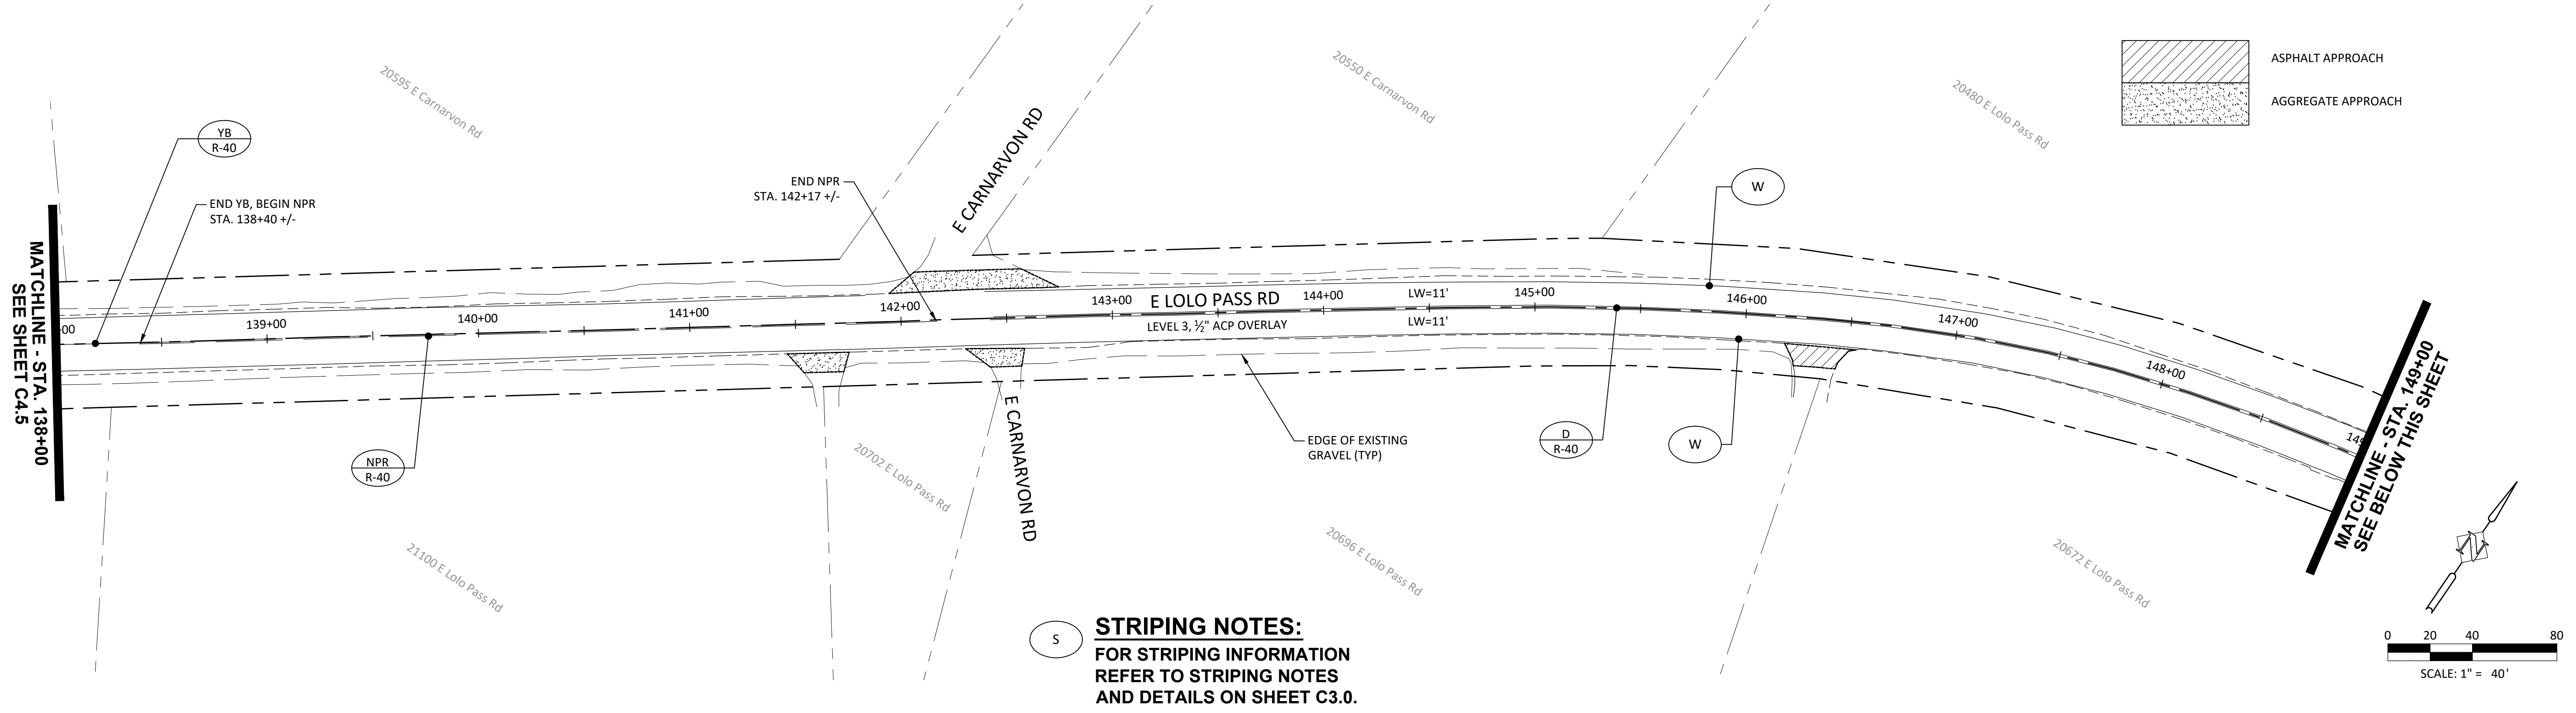 ASPHALT APPROACH
AGGREGATE APPROACH
20595 E Carnarvon Rd
20550 E Carnarvon Rd
20480 E Lolo Pass Rd
YB
R-40
END YB, BEGIN NPR
STA. 138+40 +/-
END NPR
STA. 142+17 +/-
E CARNARVON RD
W
MATCHLINE - STA. 138+00
SEE SHEET C4.5
+00
139+00
140+00
141+00
142+00
143+00
144+00
145+00
146+00
147+00
148+00
149
E LOLO PASS RD
LW=11'
LEVEL 3, ½" ACP OVERLAY
LW=11'
NPR
R-40
E CARNARVON RD
EDGE OF EXISTING
GRAVEL (TYP)
D
R-40
W
MATCHLINE - STA. 149+00
SEE BELOW THIS SHEET
21100 E Lolo Pass Rd
20702 E Lolo Pass Rd
20696 E Lolo Pass Rd
20672 E Lolo Pass Rd
S
STRIPING NOTES:
FOR STRIPING INFORMATION
REFER TO STRIPING NOTES
AND DETAILS ON SHEET C3.0.
N
0 20 40 80
SCALE: 1" = 40'